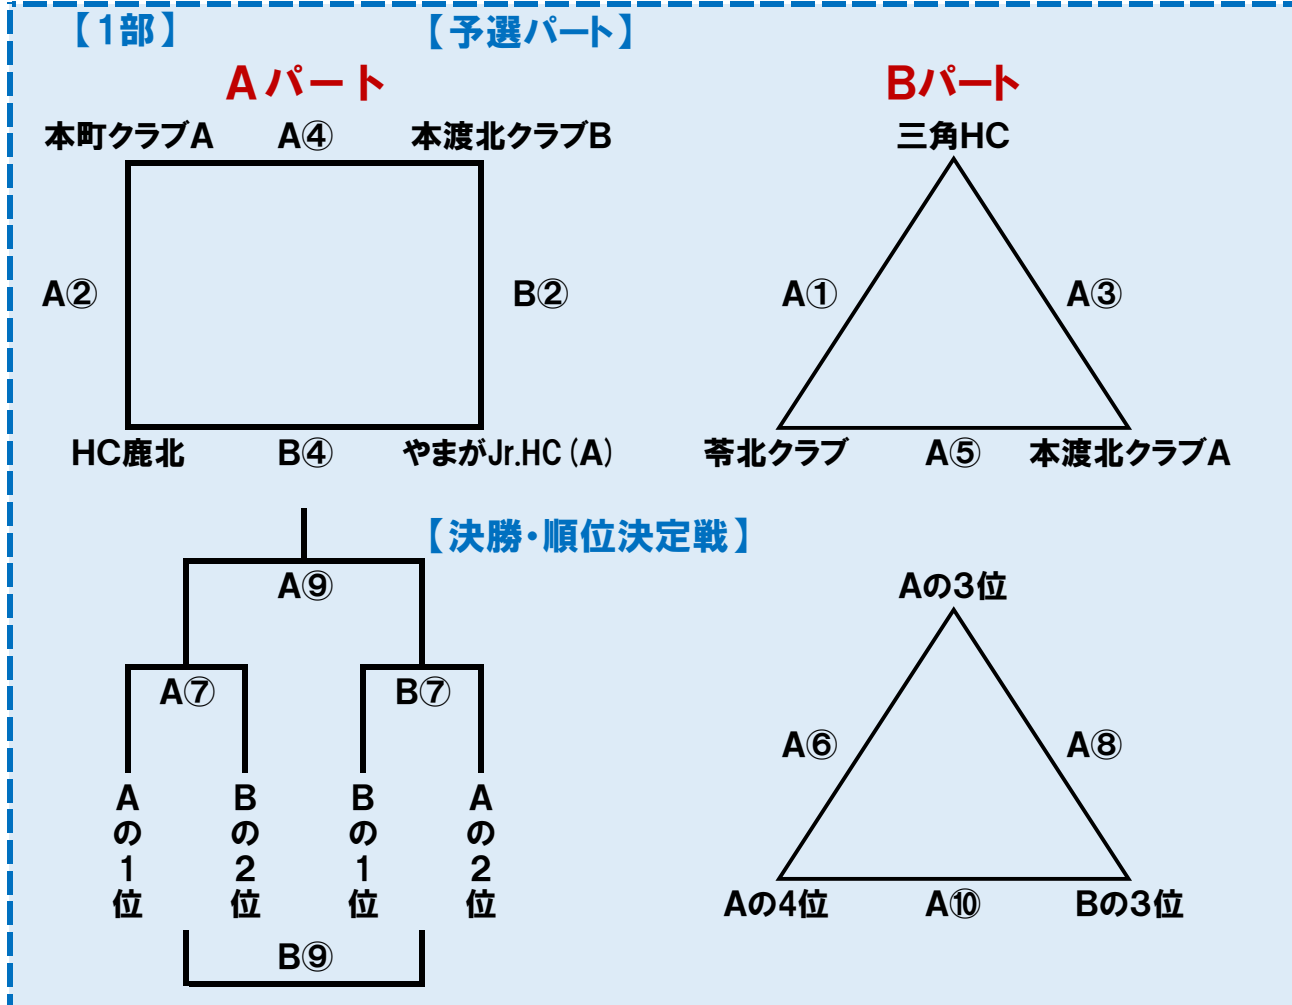 【１部】
【予選パート】
Aパート
Bパート
本町クラブA
A④
本渡北クラブB
三角HC
A②
B②
A①
A③
HC鹿北
B④
やまがJr.HC（A）
苓北クラブ
A⑤
本渡北クラブA
【決勝・順位決定戦】
A⑨
Aの3位
A⑦
B⑦
A⑥
A⑧
Aの1位
Bの2位
Bの1位
Aの2位
Aの4位
A⑩
Bの3位
B⑨